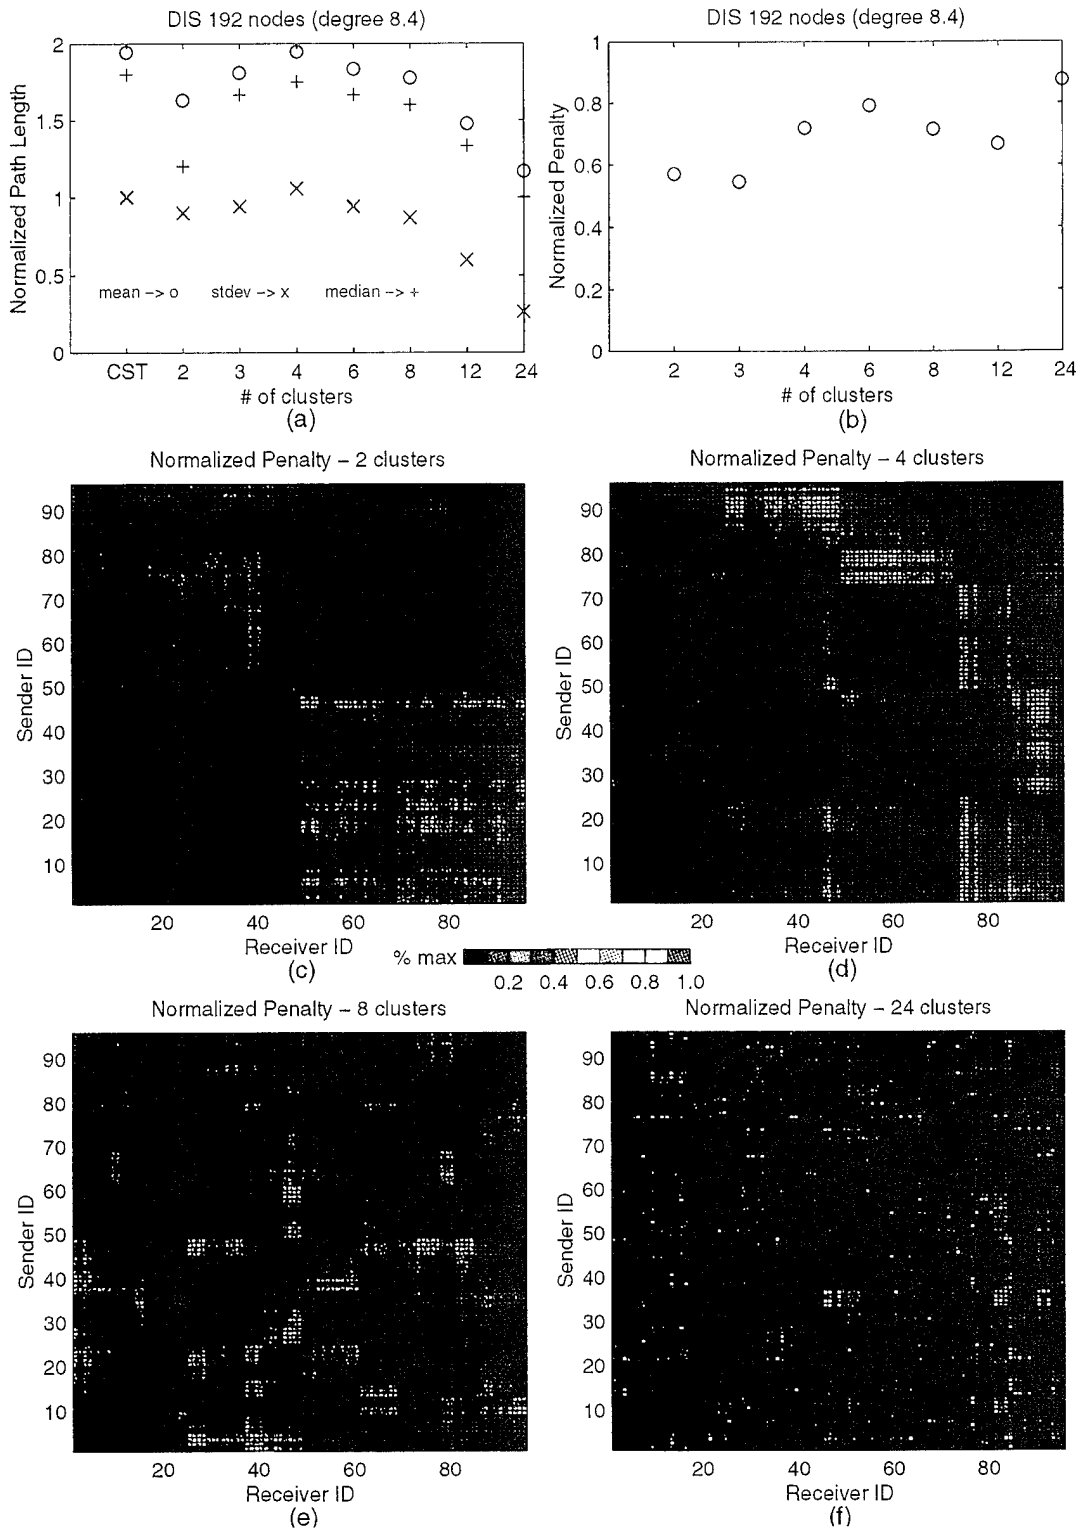 DIS 192 nodes (degree 8.4)
Normalized Path Length
2
1.5
1
0.5
0
mean –> o stdev –> x median –> +
CST 2 3 4 6 8 12 24
# of clusters
(a)
DIS 192 nodes (degree 8.4)
Normalized Penalty
1
0.8
0.6
0.4
0.2
0
2 3 4 6 8 12 24
# of clusters
(b)
Normalized Penalty – 2 clusters
Sender ID
90
80
70
60
50
40
30
20
10
20 40 60 80
Receiver ID
(c)
Normalized Penalty – 4 clusters
Sender ID
90
80
70
60
50
40
30
20
10
20 40 60 80
Receiver ID
(d)
% max
0.2 0.4 0.6 0.8 1.0
Normalized Penalty – 8 clusters
Sender ID
90
80
70
60
50
40
30
20
10
20 40 60 80
Receiver ID
(e)
Normalized Penalty – 24 clusters
Sender ID
90
80
70
60
50
40
30
20
10
20 40 60 80
Receiver ID
(f)